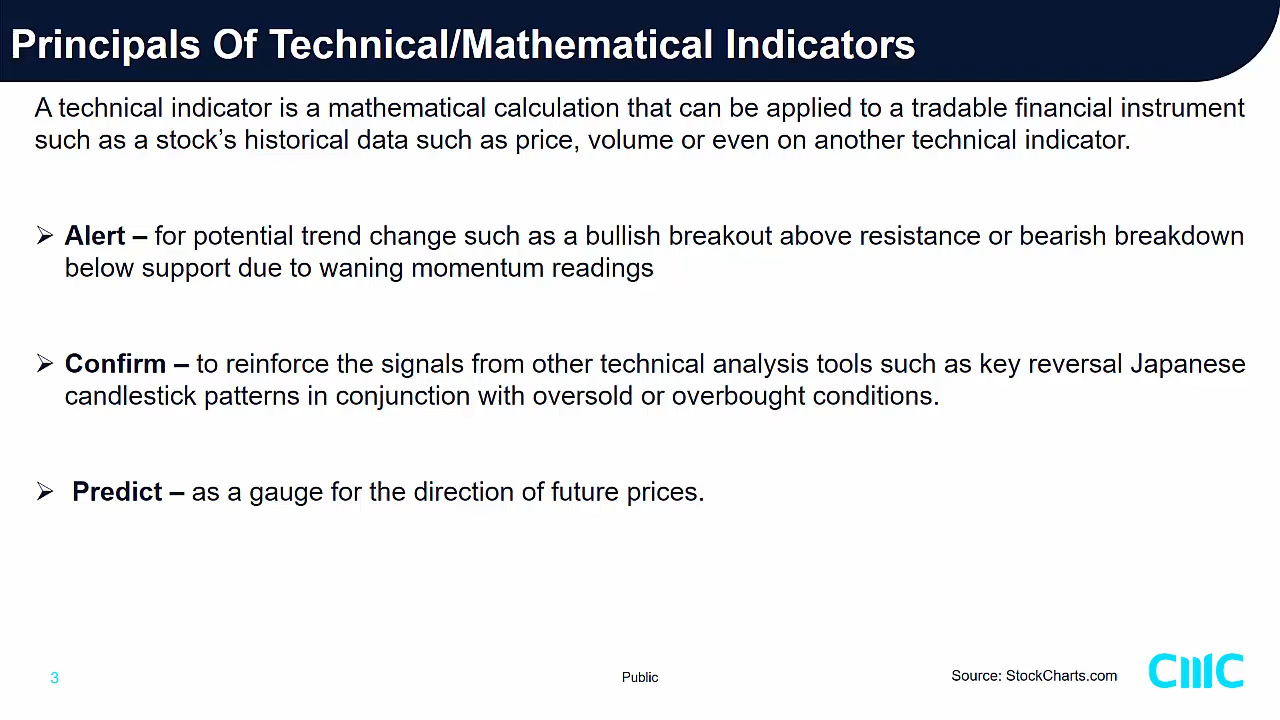 Principals Of Technical/Mathematical Indicators
A technical indicator is a mathematical calculation that can be applied to a tradable financial instrument
such as a stock’s historical data such as price, volume or even on another technical indicator.
➢ Alert – for potential trend change such as a bullish breakout above resistance or bearish breakdown
below support due to waning momentum readings
➢ Confirm – to reinforce the signals from other technical analysis tools such as key reversal Japanese
candlestick patterns in conjunction with oversold or overbought conditions.
➢ Predict – as a gauge for the direction of future prices.
3
Public
Source: StockCharts.com
CMC